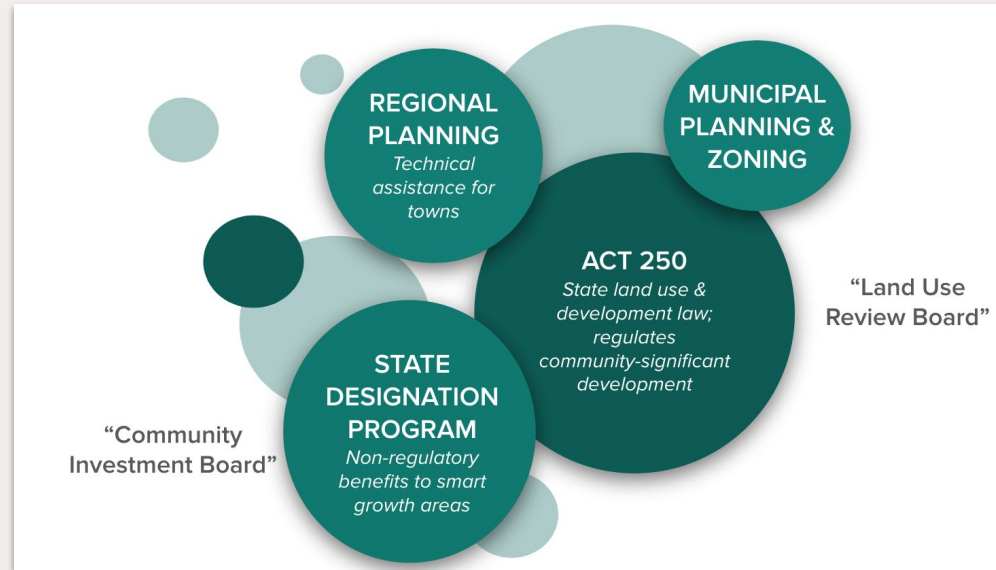 REGIONAL
PLANNING
Technical
assistance for
towns
MUNICIPAL
PLANNING &
ZONING
ACT 250
State land use &
development law;
regulates
community-significant
development
“Land Use
Review Board”
STATE
DESIGNATION
PROGRAM
Non-regulatory
benefits to smart
growth areas
“Community
Investment Board”